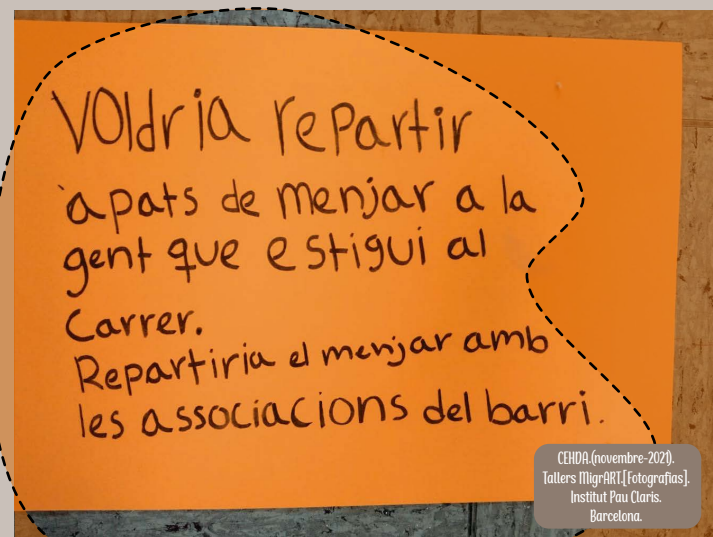 Voldria repartir
apats de menjar a la
gent que estigui al
carrer.
Repartiria el menjar amb
les associacions del barri.
CEHDA.(novembre-2021).
Tallers MigrART.[Fotografias].
Institut Pau Claris.
Barcelona.